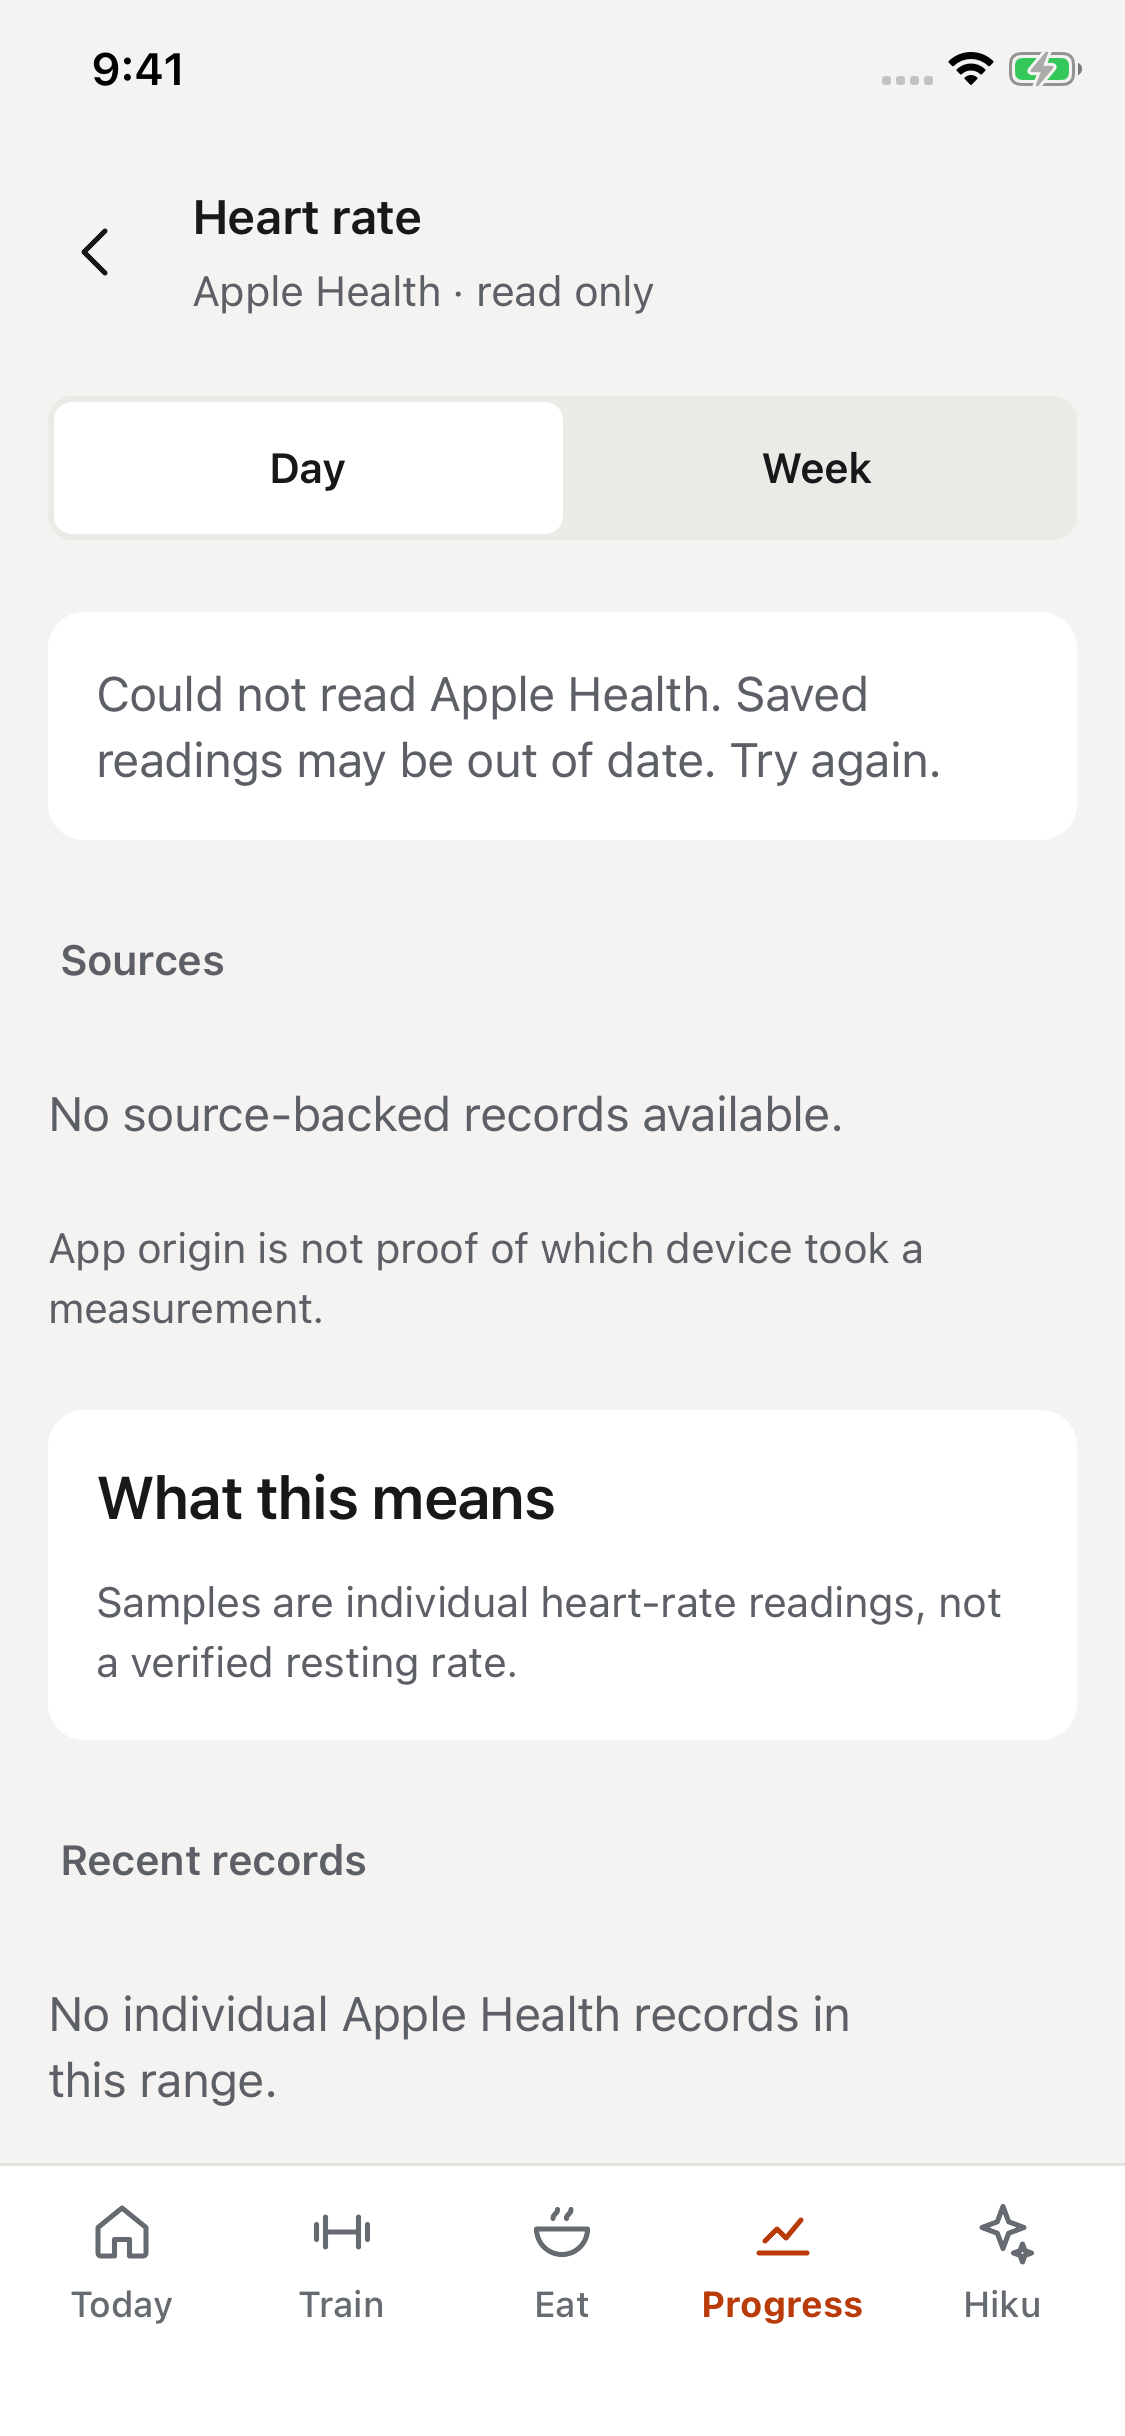 9:41
Heart rate
Apple Health · read only
Day
Week
Could not read Apple Health. Saved
readings may be out of date. Try again.
Sources
No source-backed records available.
App origin is not proof of which device took a
measurement.
What this means
Samples are individual heart-rate readings, not
a verified resting rate.
Recent records
No individual Apple Health records in
this range.
Today
Train
Eat
Progress
Hiku